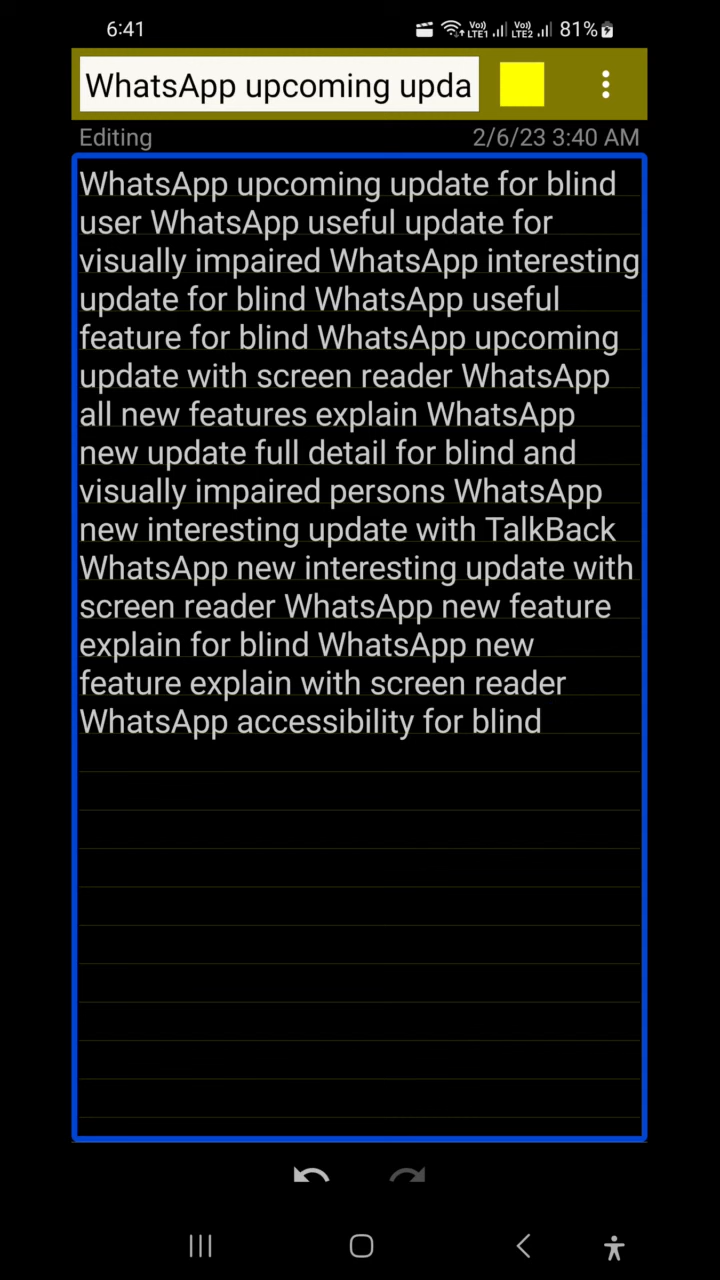 6:41
Vo)) LTE1 Vo)) LTE2 81%
WhatsApp upcoming upda
Editing 2/6/23 3:40 AM
WhatsApp upcoming update for blind
user WhatsApp useful update for
visually impaired WhatsApp interesting
update for blind WhatsApp useful
feature for blind WhatsApp upcoming
update with screen reader WhatsApp
all new features explain WhatsApp
new update full detail for blind and
visually impaired persons WhatsApp
new interesting update with TalkBack
WhatsApp new interesting update with
screen reader WhatsApp new feature
explain for blind WhatsApp new
feature explain with screen reader
WhatsApp accessibility for blind